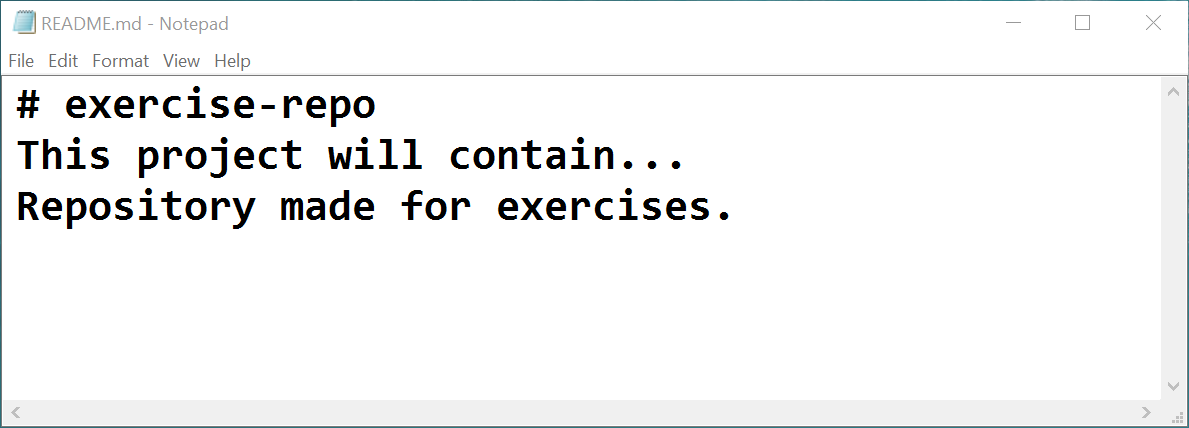 README.md - Notepad
File Edit Format View Help
# exercise-repo
This project will contain...
Repository made for exercises.